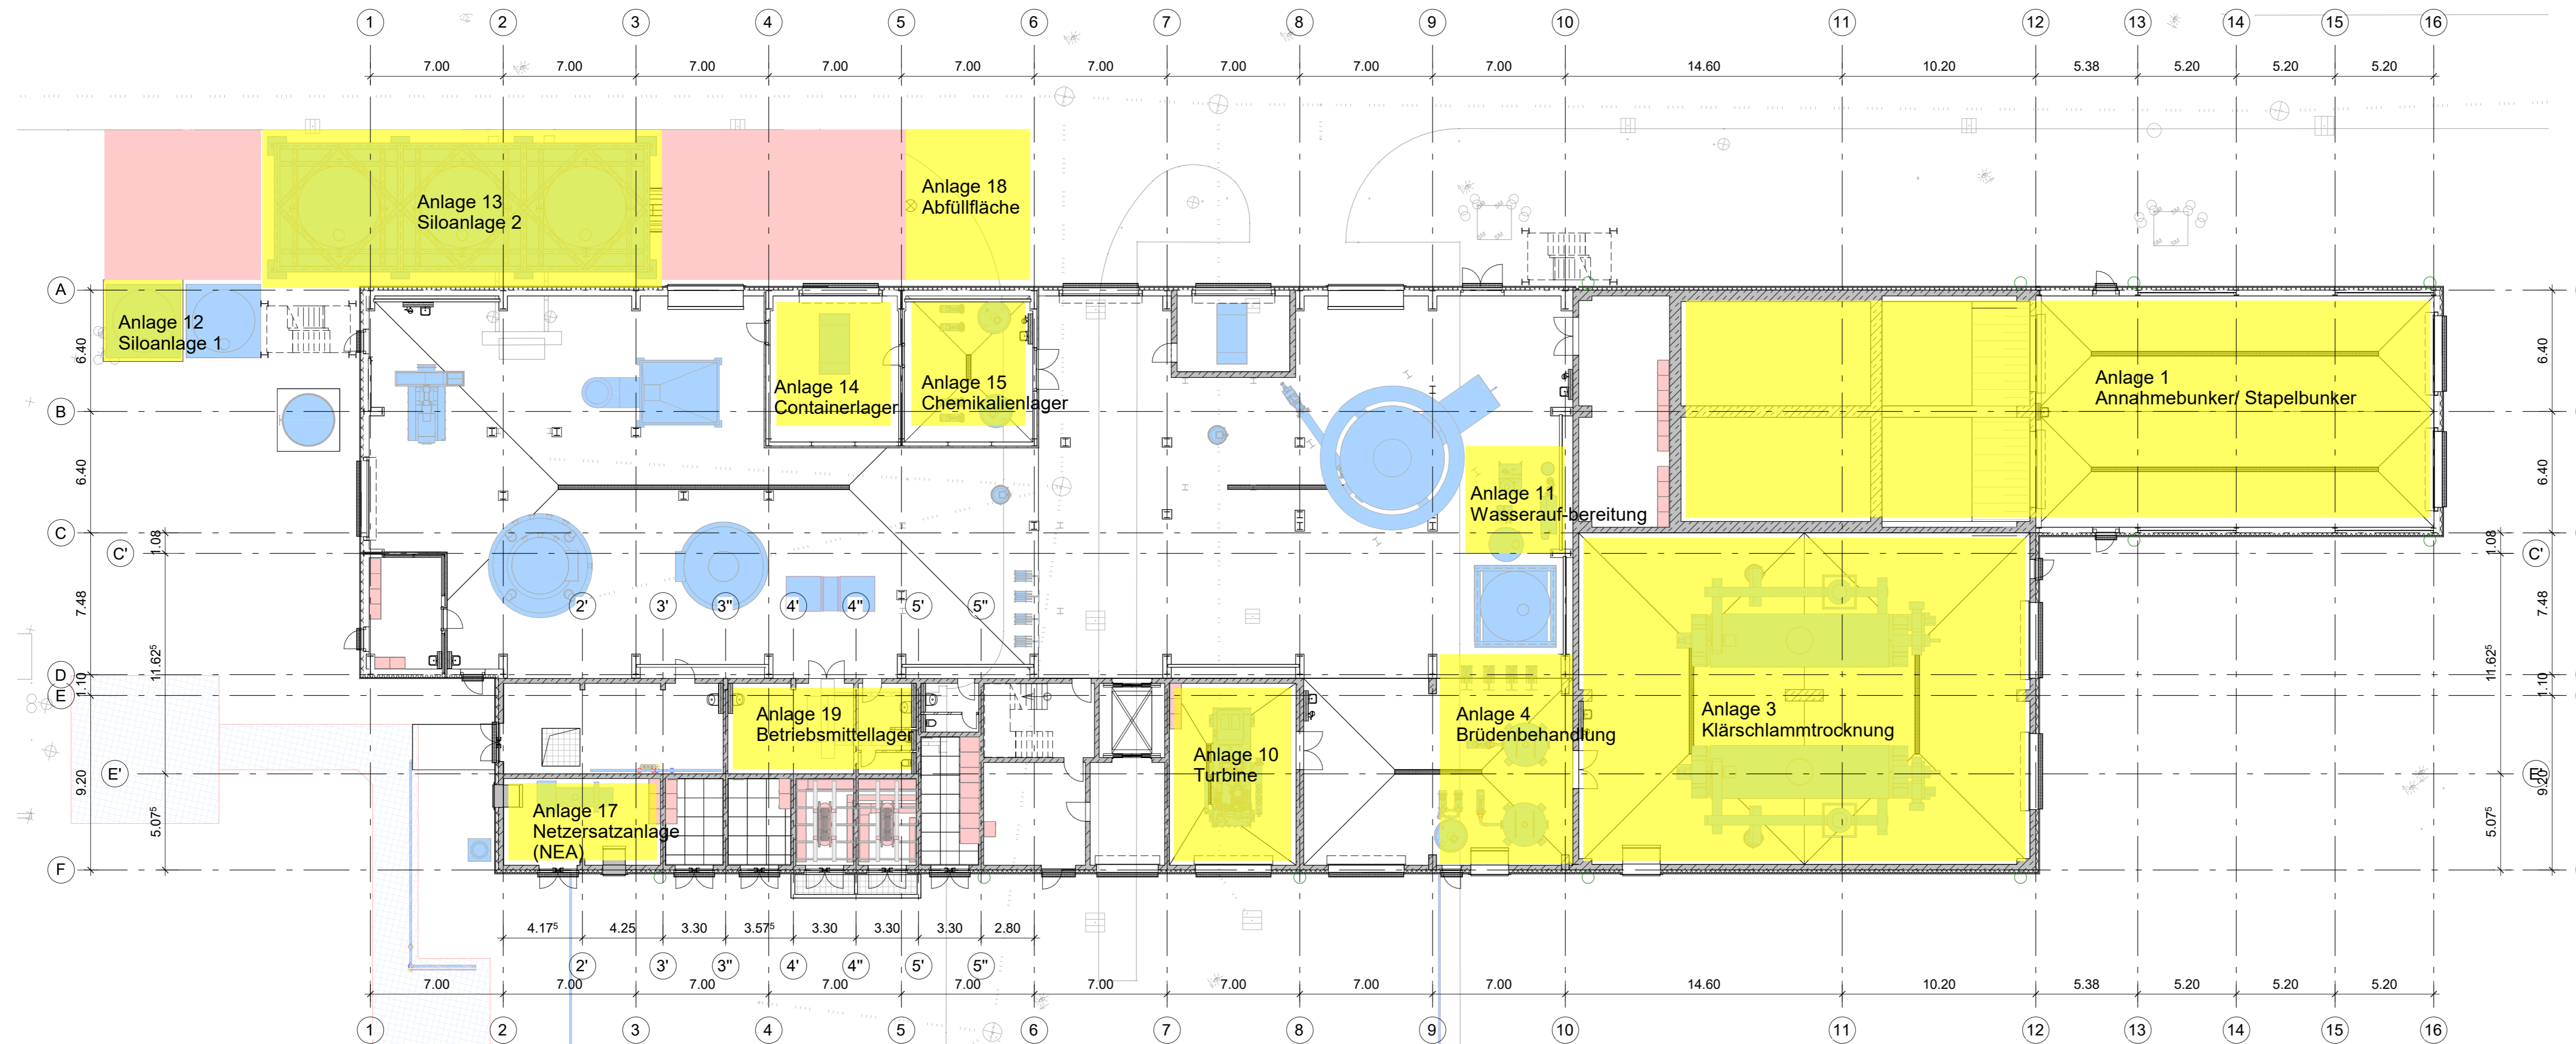 1 2 3 4 5 6 7 8 9 10 11 12 13 14 15 16
7.00 7.00 7.00 7.00 7.00 7.00 7.00 7.00 7.00 14.60 10.20 5.38 5.20 5.20 5.20
Anlage 13
Siloanlage 2
Anlage 18
Abfüllfläche
A
A
Anlage 12
Siloanlage 1
6.40
6.40
Anlage 14
Containerlager
Anlage 15
Chemikalienlager
Anlage 1
Annahmebunker/ Stapelbunker
B
B
6.40
6.40
Anlage 11
Wasserauf-bereitung
C
C
1.08
1.08
C'
C'
7.48
7.48
2' 3' 3" 4' 4" 5' 5"
11.62⁵
11.62⁵
D
D
1.10
1.10
E
E
Anlage 19
Betriebsmittellager
Anlage 10
Turbine
Anlage 4
Brüdenbehandlung
Anlage 3
Klärschlammtrocknung
E'
9.20
9.20
5.07⁵
5.07⁵
Anlage 17
Netzersatzanlage
(NEA)
F
F
4.17⁵ 4.25 3.30 3.57⁵ 3.30 3.30 3.30 2.80
2' 3' 3" 4' 4" 5' 5"
7.00 7.00 7.00 7.00 7.00 7.00 7.00 7.00 7.00 14.60 10.20 5.38 5.20 5.20 5.20
1 2 3 4 5 6 7 8 9 10 11 12 13 14 15 16